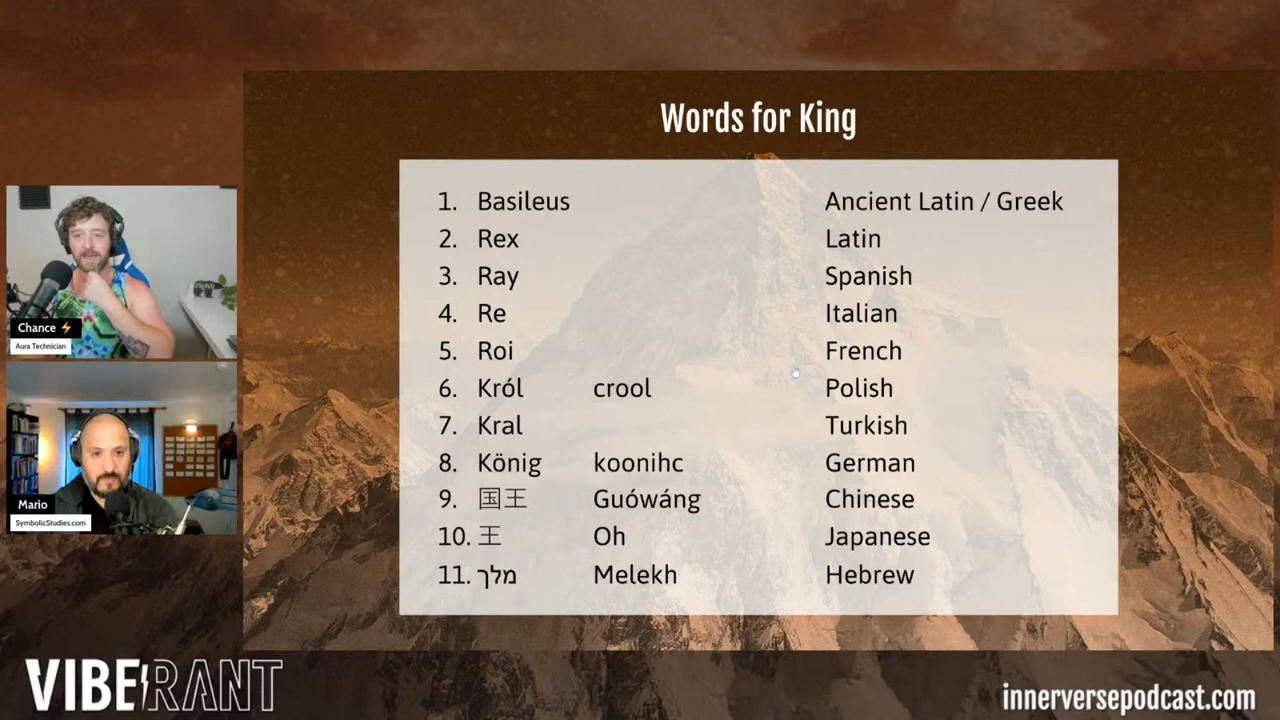 Words for King
1. Basileus Ancient Latin / Greek
2. Rex Latin
3. Ray Spanish
4. Re Italian
5. Roi French
6. Król crool Polish
7. Kral Turkish
8. König koonihc German
9. 国王 Guówáng Chinese
10. 王 Oh Japanese
11. מלך Melekh Hebrew
Chance ⚡
Aura Technician
Mario
SymbolicStudies.com
VIBERANT
innerversepodcast.com